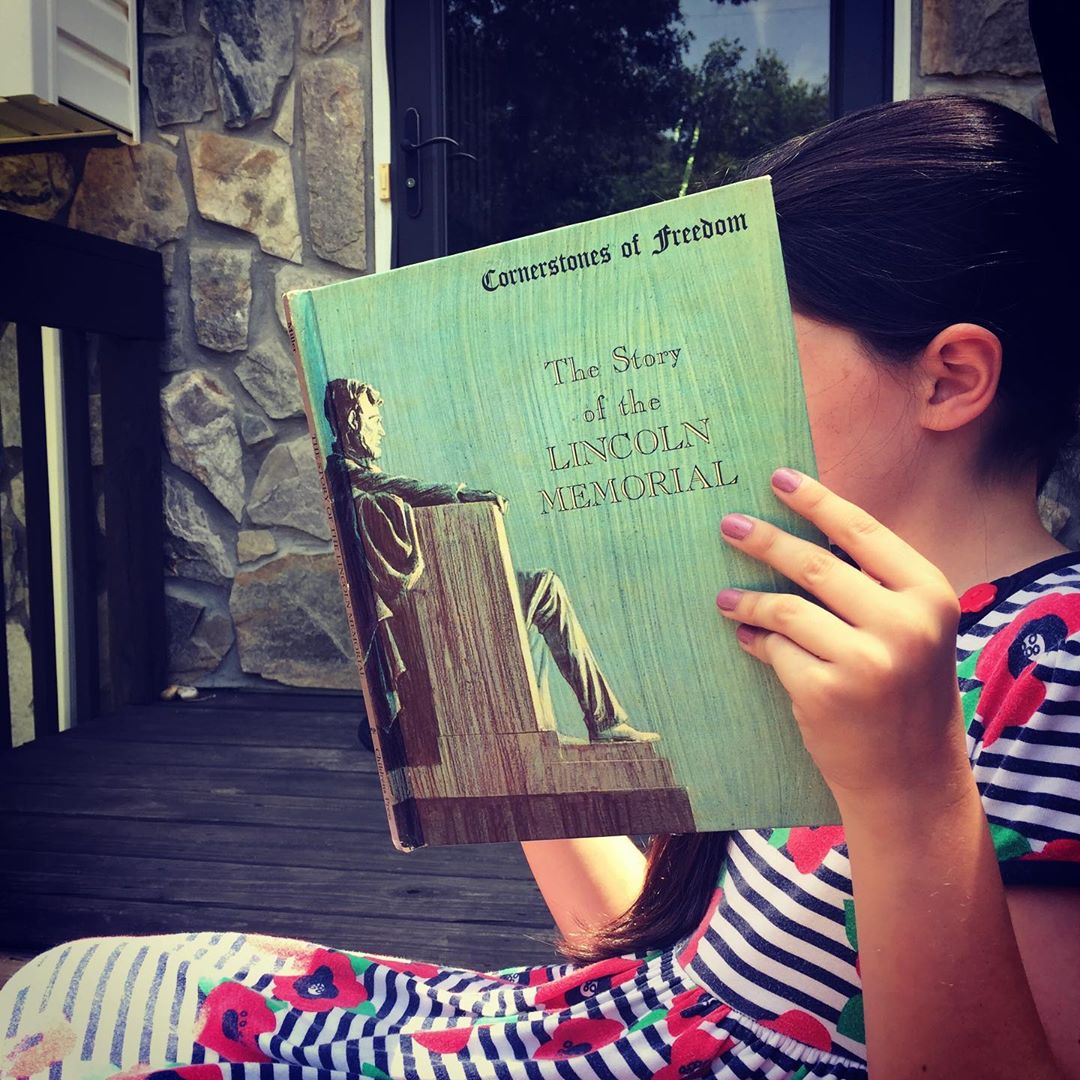 Cornerstones of Freedom
The Story
of the
LINCOLN
MEMORIAL